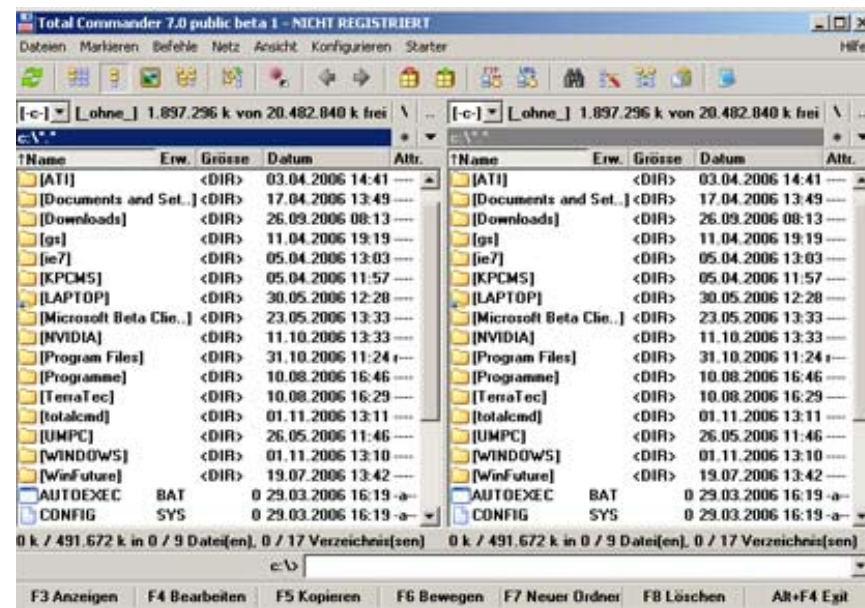 Total Commander 7.0 public beta 1 - NICHT REGISTRIERT
Dateien Markieren Befehle Netz Ansicht Konfigurieren Starter Hilfe
[-c-] [_ohne_] 1.897.296 k von 20.482.840 k frei \ .. [-c-] [_ohne_] 1.897.296 k von 20.482.840 k frei \ ..
c:\*.* * c:\*.* *
↑Name Erw. Grösse Datum Attr. ↑Name Erw. Grösse Datum Attr.
[ATI] <DIR> 03.04.2006 14:41 ---- [ATI] <DIR> 03.04.2006 14:41 ----
[Documents and Set..] <DIR> 17.04.2006 13:49 ---- [Documents and Set..] <DIR> 17.04.2006 13:49 ----
[Downloads] <DIR> 26.09.2006 08:13 ---- [Downloads] <DIR> 26.09.2006 08:13 ----
[gs] <DIR> 11.04.2006 19:19 ---- [gs] <DIR> 11.04.2006 19:19 ----
[ie7] <DIR> 05.04.2006 13:03 ---- [ie7] <DIR> 05.04.2006 13:03 ----
[KPCMS] <DIR> 05.04.2006 11:57 ---- [KPCMS] <DIR> 05.04.2006 11:57 ----
[LAPTOP] <DIR> 30.05.2006 12:28 ---- [LAPTOP] <DIR> 30.05.2006 12:28 ----
[Microsoft Beta Clie..] <DIR> 23.05.2006 13:33 ---- [Microsoft Beta Clie..] <DIR> 23.05.2006 13:33 ----
[NVIDIA] <DIR> 11.10.2006 13:33 ---- [NVIDIA] <DIR> 11.10.2006 13:33 ----
[Program Files] <DIR> 31.10.2006 11:24 r--- [Program Files] <DIR> 31.10.2006 11:24 r---
[Programme] <DIR> 10.08.2006 16:46 ---- [Programme] <DIR> 10.08.2006 16:46 ----
[TerraTec] <DIR> 10.08.2006 16:29 ---- [TerraTec] <DIR> 10.08.2006 16:29 ----
[totalcmd] <DIR> 01.11.2006 13:11 ---- [totalcmd] <DIR> 01.11.2006 13:11 ----
[UMPC] <DIR> 26.05.2006 11:46 ---- [UMPC] <DIR> 26.05.2006 11:46 ----
[WINDOWS] <DIR> 01.11.2006 13:10 ---- [WINDOWS] <DIR> 01.11.2006 13:10 ----
[WinFuture] <DIR> 19.07.2006 13:42 ---- [WinFuture] <DIR> 19.07.2006 13:42 ----
AUTOEXEC BAT 0 29.03.2006 16:19 -a-- AUTOEXEC BAT 0 29.03.2006 16:19 -a--
CONFIG SYS 0 29.03.2006 16:19 -a-- CONFIG SYS 0 29.03.2006 16:19 -a--
0 k / 491.672 k in 0 / 9 Datei(en), 0 / 17 Verzeichnis(sen) 0 k / 491.672 k in 0 / 9 Datei(en), 0 / 17 Verzeichnis(sen)
c:\>
F3 Anzeigen F4 Bearbeiten F5 Kopieren F6 Bewegen F7 Neuer Ordner F8 Löschen Alt+F4 Exit